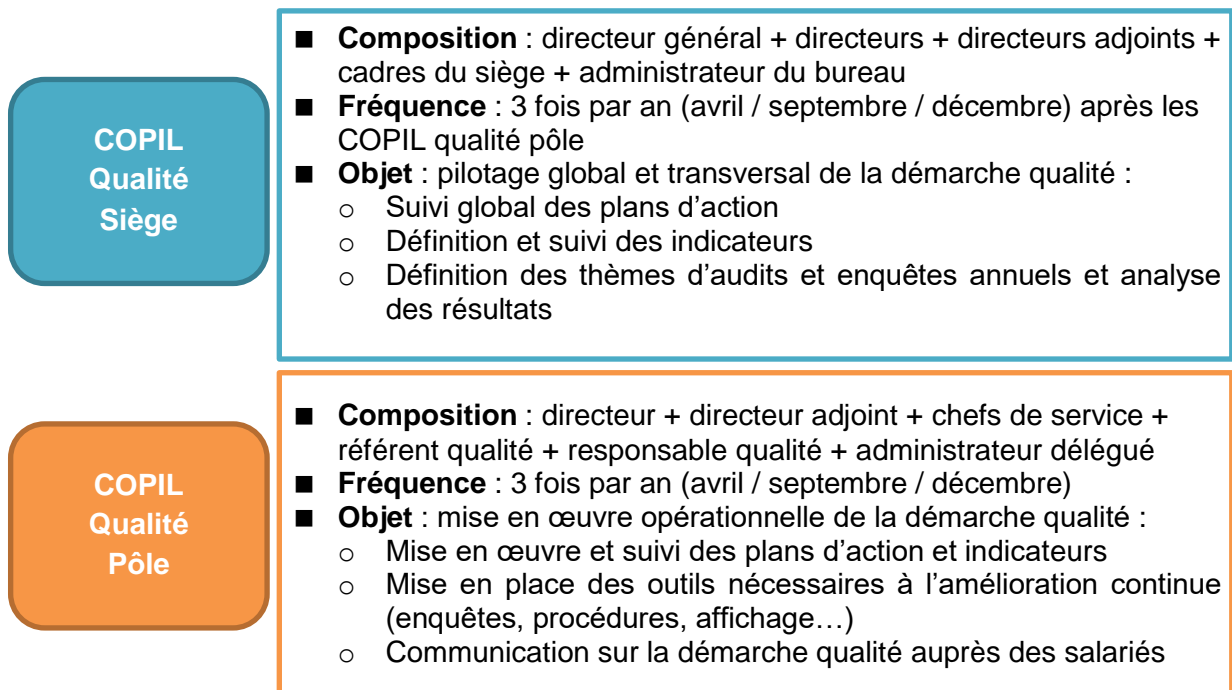 COPIL
Qualité
Siège
■ Composition : directeur général + directeurs + directeurs adjoints +
cadres du siège + administrateur du bureau
■ Fréquence : 3 fois par an (avril / septembre / décembre) après les
COPIL qualité pôle
■ Objet : pilotage global et transversal de la démarche qualité :
o Suivi global des plans d’action
o Définition et suivi des indicateurs
o Définition des thèmes d’audits et enquêtes annuels et analyse
des résultats
COPIL
Qualité
Pôle
■ Composition : directeur + directeur adjoint + chefs de service +
référent qualité + responsable qualité + administrateur délégué
■ Fréquence : 3 fois par an (avril / septembre / décembre)
■ Objet : mise en œuvre opérationnelle de la démarche qualité :
o Mise en œuvre et suivi des plans d’action et indicateurs
o Mise en place des outils nécessaires à l’amélioration continue
(enquêtes, procédures, affichage…)
o Communication sur la démarche qualité auprès des salariés